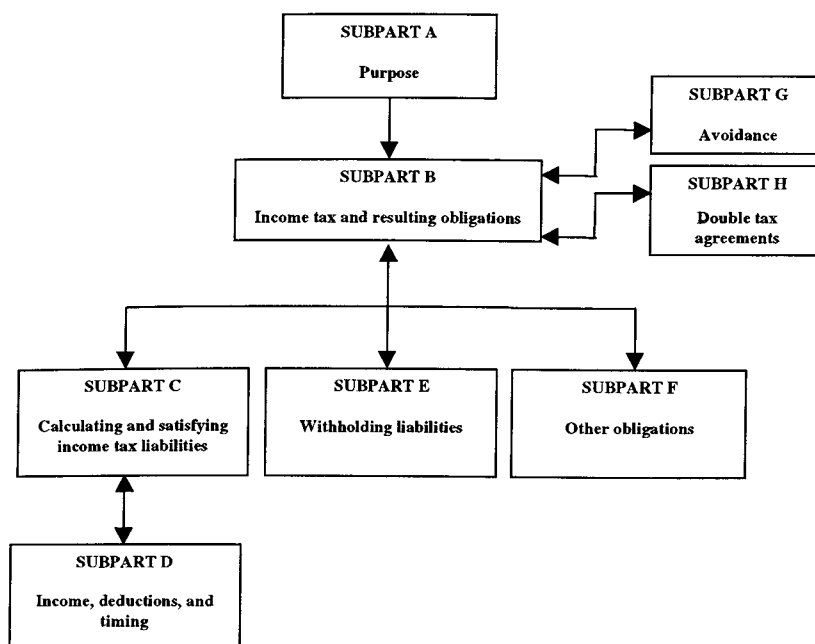 SUBPART A
Purpose
SUBPART G
Avoidance
SUBPART B
Income tax and resulting obligations
SUBPART H
Double tax
agreements
SUBPART C
Calculating and satisfying
income tax liabilities
SUBPART E
Withholding liabilities
SUBPART F
Other obligations
SUBPART D
Income, deductions, and
timing